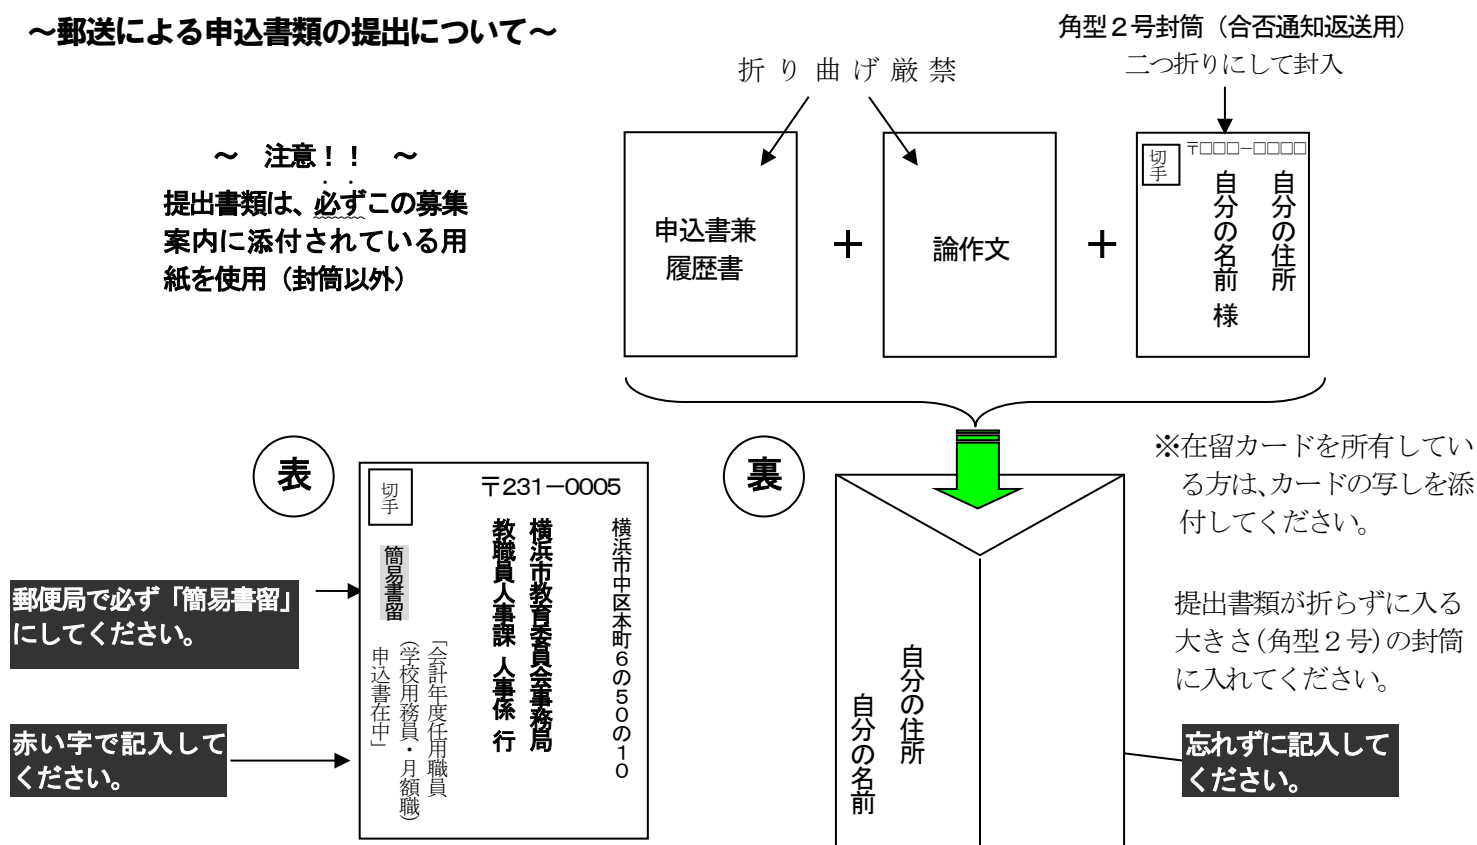 ～郵送による申込書類の提出について～
角型２号封筒（合否通知返送用）
二つ折りにして封入
折り曲げ厳禁
～　注意！！　～
提出書類は、必ずこの募集
案内に添付されている用
紙を使用（封筒以外）
申込書兼
履歴書
＋
論作文
＋
切手
〒□□□－□□□□
自分の住所
自分の名前 様
表
切手
〒231－0005
横浜市中区本町６の５０の１０
横浜市教育委員会事務局
教職員人事課 人事係 行
簡易書留
「会計年度任用職員
（学校用務員・月額職）
申込書在中」
郵便局で必ず「簡易書留」
にしてください。
赤い字で記入して
ください。
裏
自分の住所
自分の名前
※在留カードを所有してい
る方は、カードの写しを添
付してください。
提出書類が折らずに入る
大きさ（角型２号）の封筒
に入れてください。
忘れずに記入して
ください。